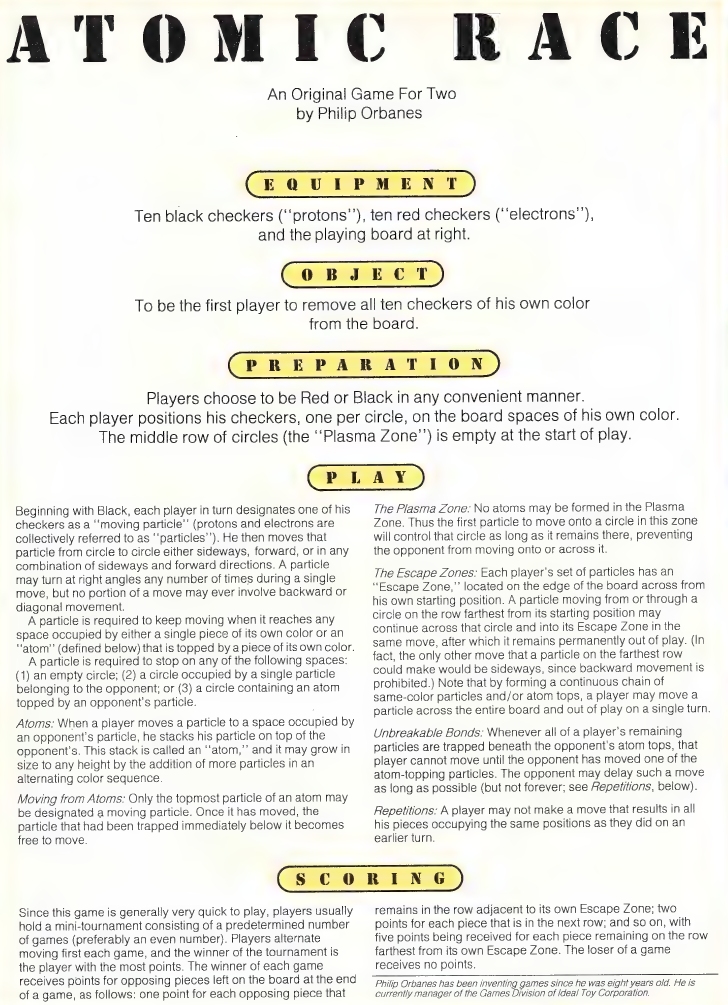 ATOMIC RACE
An Original Game For Two
by Philip Orbanes
EQUIPMENT
Ten black checkers ("protons"), ten red checkers ("electrons"),
and the playing board at right.
OBJECT
To be the first player to remove all ten checkers of his own color
from the board.
PREPARATION
Players choose to be Red or Black in any convenient manner.
Each player positions his checkers, one per circle, on the board spaces of his own color.
The middle row of circles (the "Plasma Zone") is empty at the start of play.
PLAY
Beginning with Black, each player in turn designates one of his
checkers as a "moving particle" (protons and electrons are
collectively referred to as "particles"). He then moves that
particle from circle to circle either sideways, forward, or in any
combination of sideways and forward directions. A particle
may turn at right angles any number of times during a single
move, but no portion of a move may ever involve backward or
diagonal movement.
A particle is required to keep moving when it reaches any
space occupied by either a single piece of its own color or an
"atom" (defined below) that is topped by a piece of its own color.
A particle is required to stop on any of the following spaces:
(1) an empty circle; (2) a circle occupied by a single particle
belonging to the opponent; or (3) a circle containing an atom
topped by an opponent's particle.
Atoms: When a player moves a particle to a space occupied by
an opponent's particle, he stacks his particle on top of the
opponent's. This stack is called an "atom," and it may grow in
size to any height by the addition of more particles in an
alternating color sequence.
Moving from Atoms: Only the topmost particle of an atom may
be designated a moving particle. Once it has moved, the
particle that had been trapped immediately below it becomes
free to move.
The Plasma Zone: No atoms may be formed in the Plasma
Zone. Thus the first particle to move onto a circle in this zone
will control that circle as long as it remains there, preventing
the opponent from moving onto or across it.
The Escape Zones: Each player's set of particles has an
"Escape Zone," located on the edge of the board across from
his own starting position. A particle moving from or through a
circle on the row farthest from its starting position may
continue across that circle and into its Escape Zone in the
same move, after which it remains permanently out of play. (In
fact, the only other move that a particle on the farthest row
could make would be sideways, since backward movement is
prohibited.) Note that by forming a continuous chain of
same-color particles and/or atom tops, a player may move a
particle across the entire board and out of play on a single turn.
Unbreakable Bonds: Whenever all of a player's remaining
particles are trapped beneath the opponent's atom tops, that
player cannot move until the opponent has moved one of the
atom-topping particles. The opponent may delay such a move
as long as possible (but not forever; see Repetitions, below).
Repetitions: A player may not make a move that results in all
his pieces occupying the same positions as they did on an
earlier turn.
SCORING
Since this game is generally very quick to play, players usually
hold a mini-tournament consisting of a predetermined number
of games (preferably an even number). Players alternate
moving first each game, and the winner of the tournament is
the player with the most points. The winner of each game
receives points for opposing pieces left on the board at the end
of a game, as follows: one point for each opposing piece that
remains in the row adjacent to its own Escape Zone; two
points for each piece that is in the next row; and so on, with
five points being received for each piece remaining on the row
farthest from its own Escape Zone. The loser of a game
receives no points.
Philip Orbanes has been inventing games since he was eight years old. He is
currently manager of the Games Division of Ideal Toy Corporation.